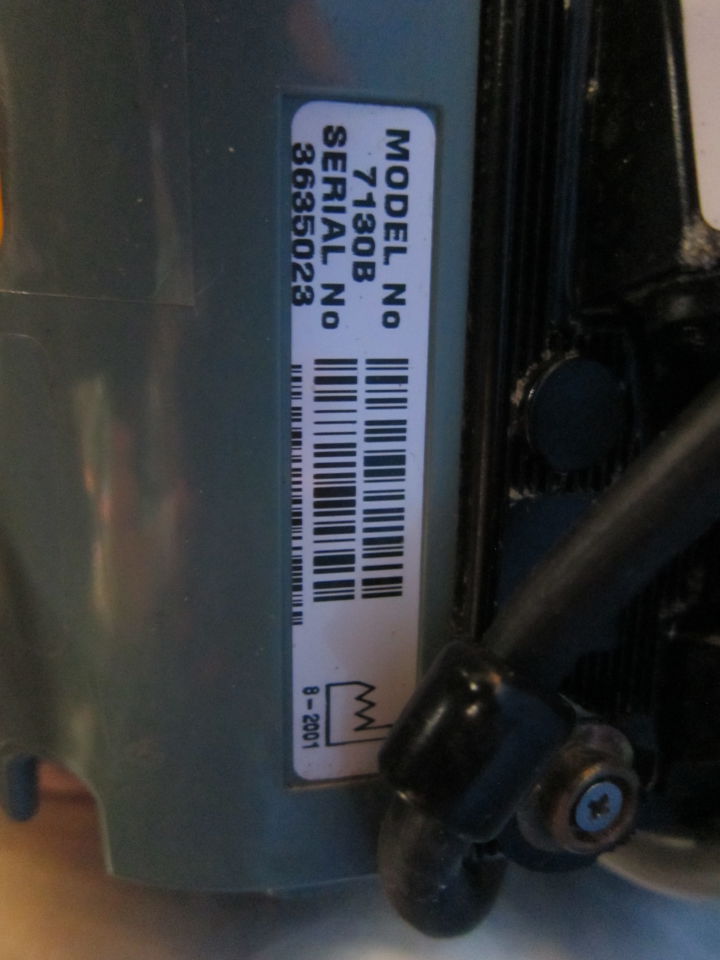 MODEL No
7130B
SERIAL No
3635023
8-2001